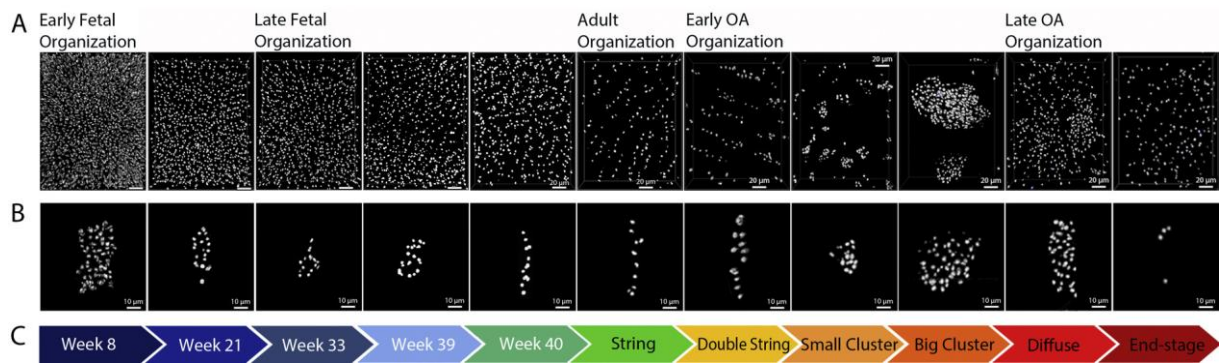 A
Early Fetal
Organization
Late Fetal
Organization
Adult
Organization
Early OA
Organization
Late OA
Organization
20 µm
20 µm
20 µm
20 µm
20 µm
20 µm
20 µm
20 µm
B
10 µm
10 µm
10 µm
10 µm
10 µm
10 µm
10 µm
10 µm
10 µm
10 µm
10 µm
C
Week 8
Week 21
Week 33
Week 39
Week 40
String
Double String
Small Cluster
Big Cluster
Diffuse
End-stage